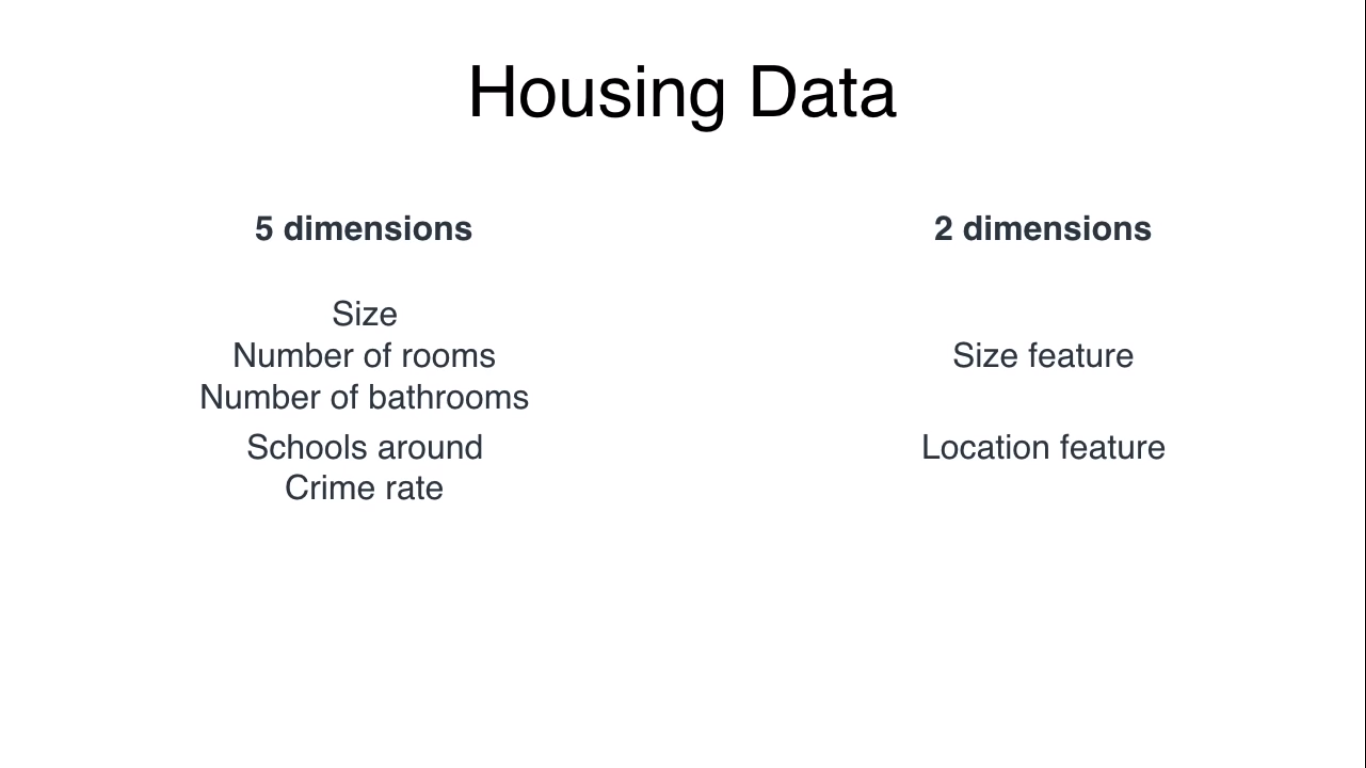 Housing Data
5 dimensions
Size
Number of rooms
Number of bathrooms
Schools around
Crime rate
2 dimensions
Size feature
Location feature